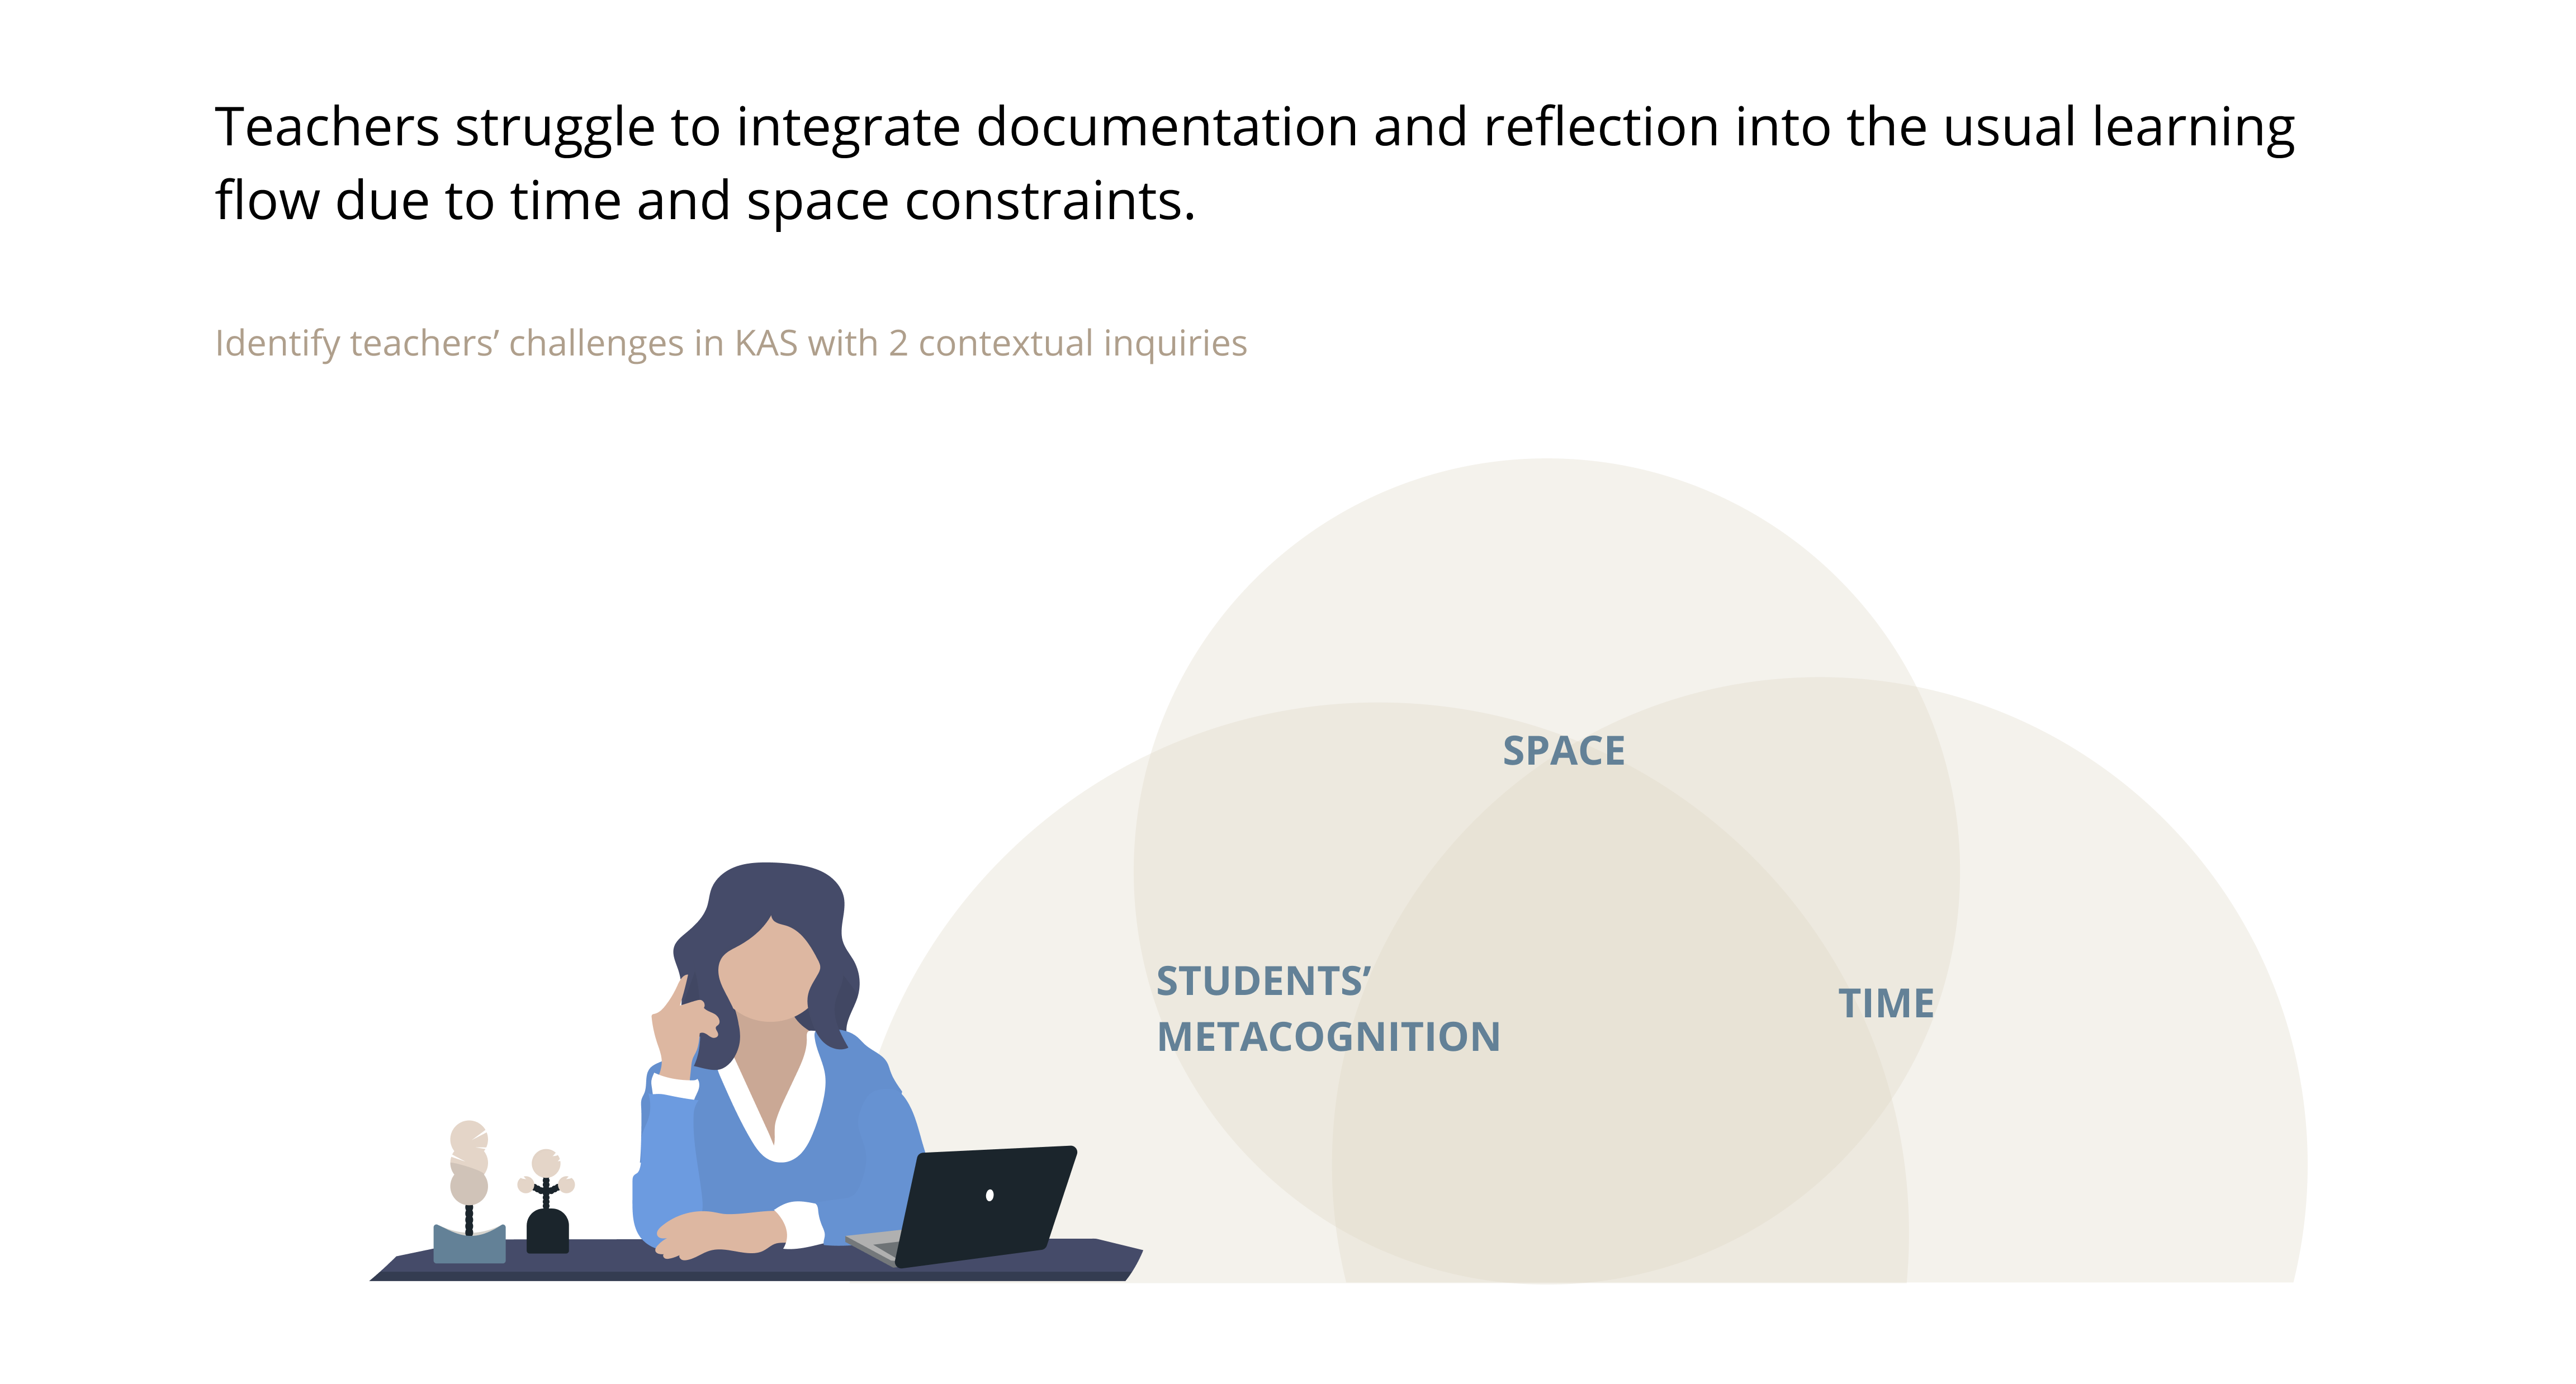 Teachers struggle to integrate documentation and reflection into the usual learning
flow due to time and space constraints.
Identify teachers’ challenges in KAS with 2 contextual inquiries
SPACE
STUDENTS’
METACOGNITION
TIME